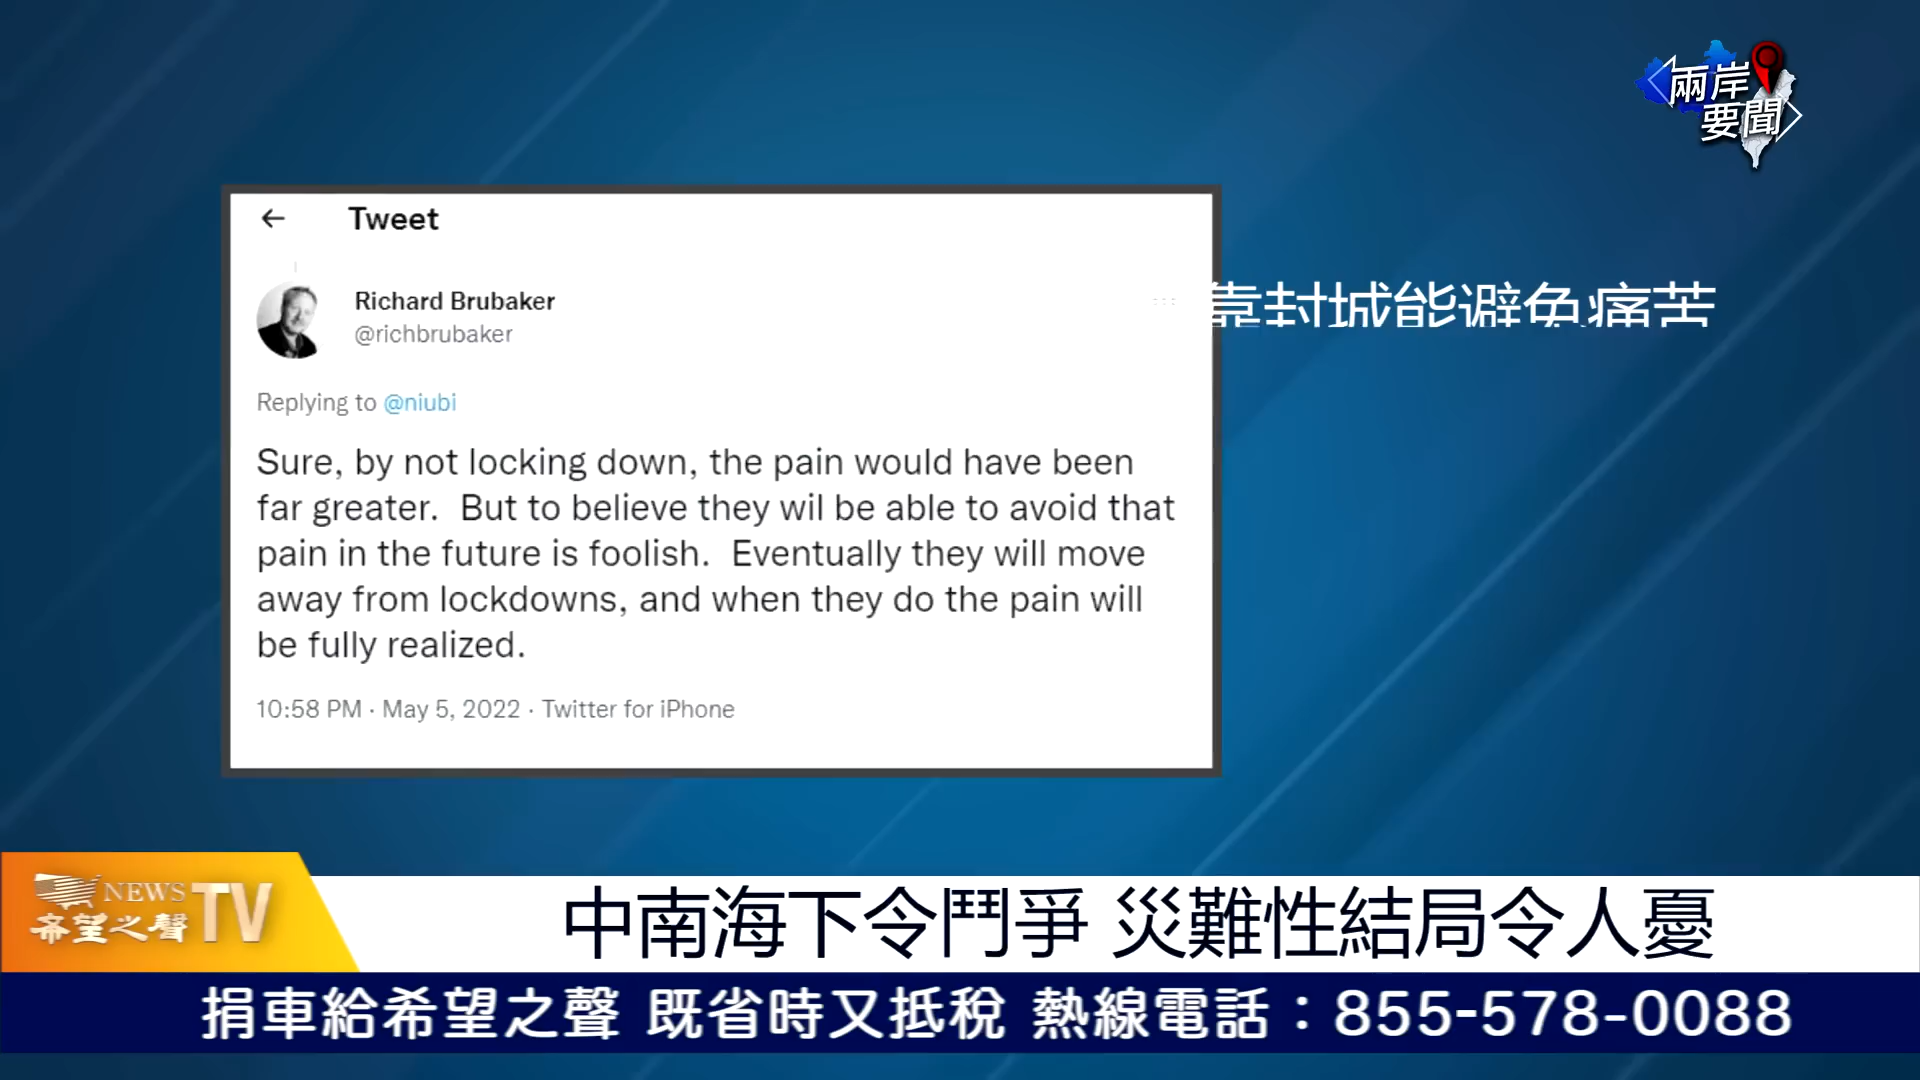 兩岸
要聞
Tweet
Richard Brubaker
@richbrubaker
靠封城能避免痛苦
Replying to @niubi
Sure, by not locking down, the pain would have been
far greater.  But to believe they wil be able to avoid that
pain in the future is foolish.  Eventually they will move
away from lockdowns, and when they do the pain will
be fully realized.
10:58 PM · May 5, 2022 · Twitter for iPhone
NEWS
希望之聲 TV
中南海下令鬥爭 災難性結局令人憂
捐車給希望之聲 既省時又抵稅 熱線電話：855-578-0088